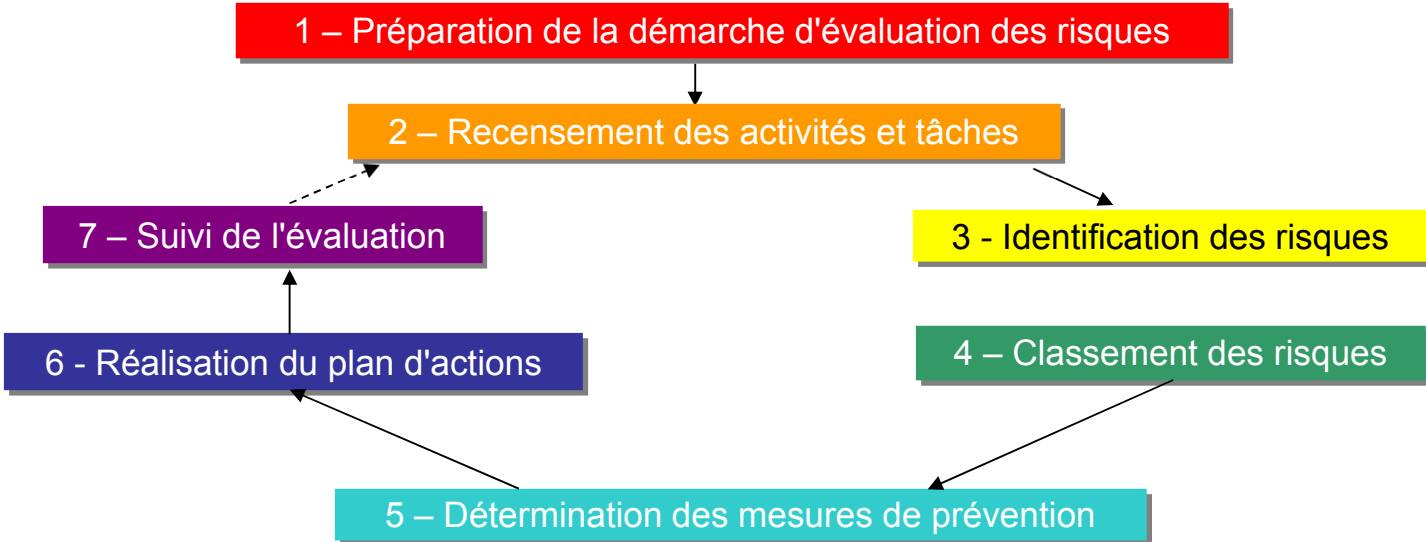 1 – Préparation de la démarche d'évaluation des risques
2 – Recensement des activités et tâches
7 – Suivi de l'évaluation
3 - Identification des risques
6 - Réalisation du plan d'actions
4 – Classement des risques
5 – Détermination des mesures de prévention